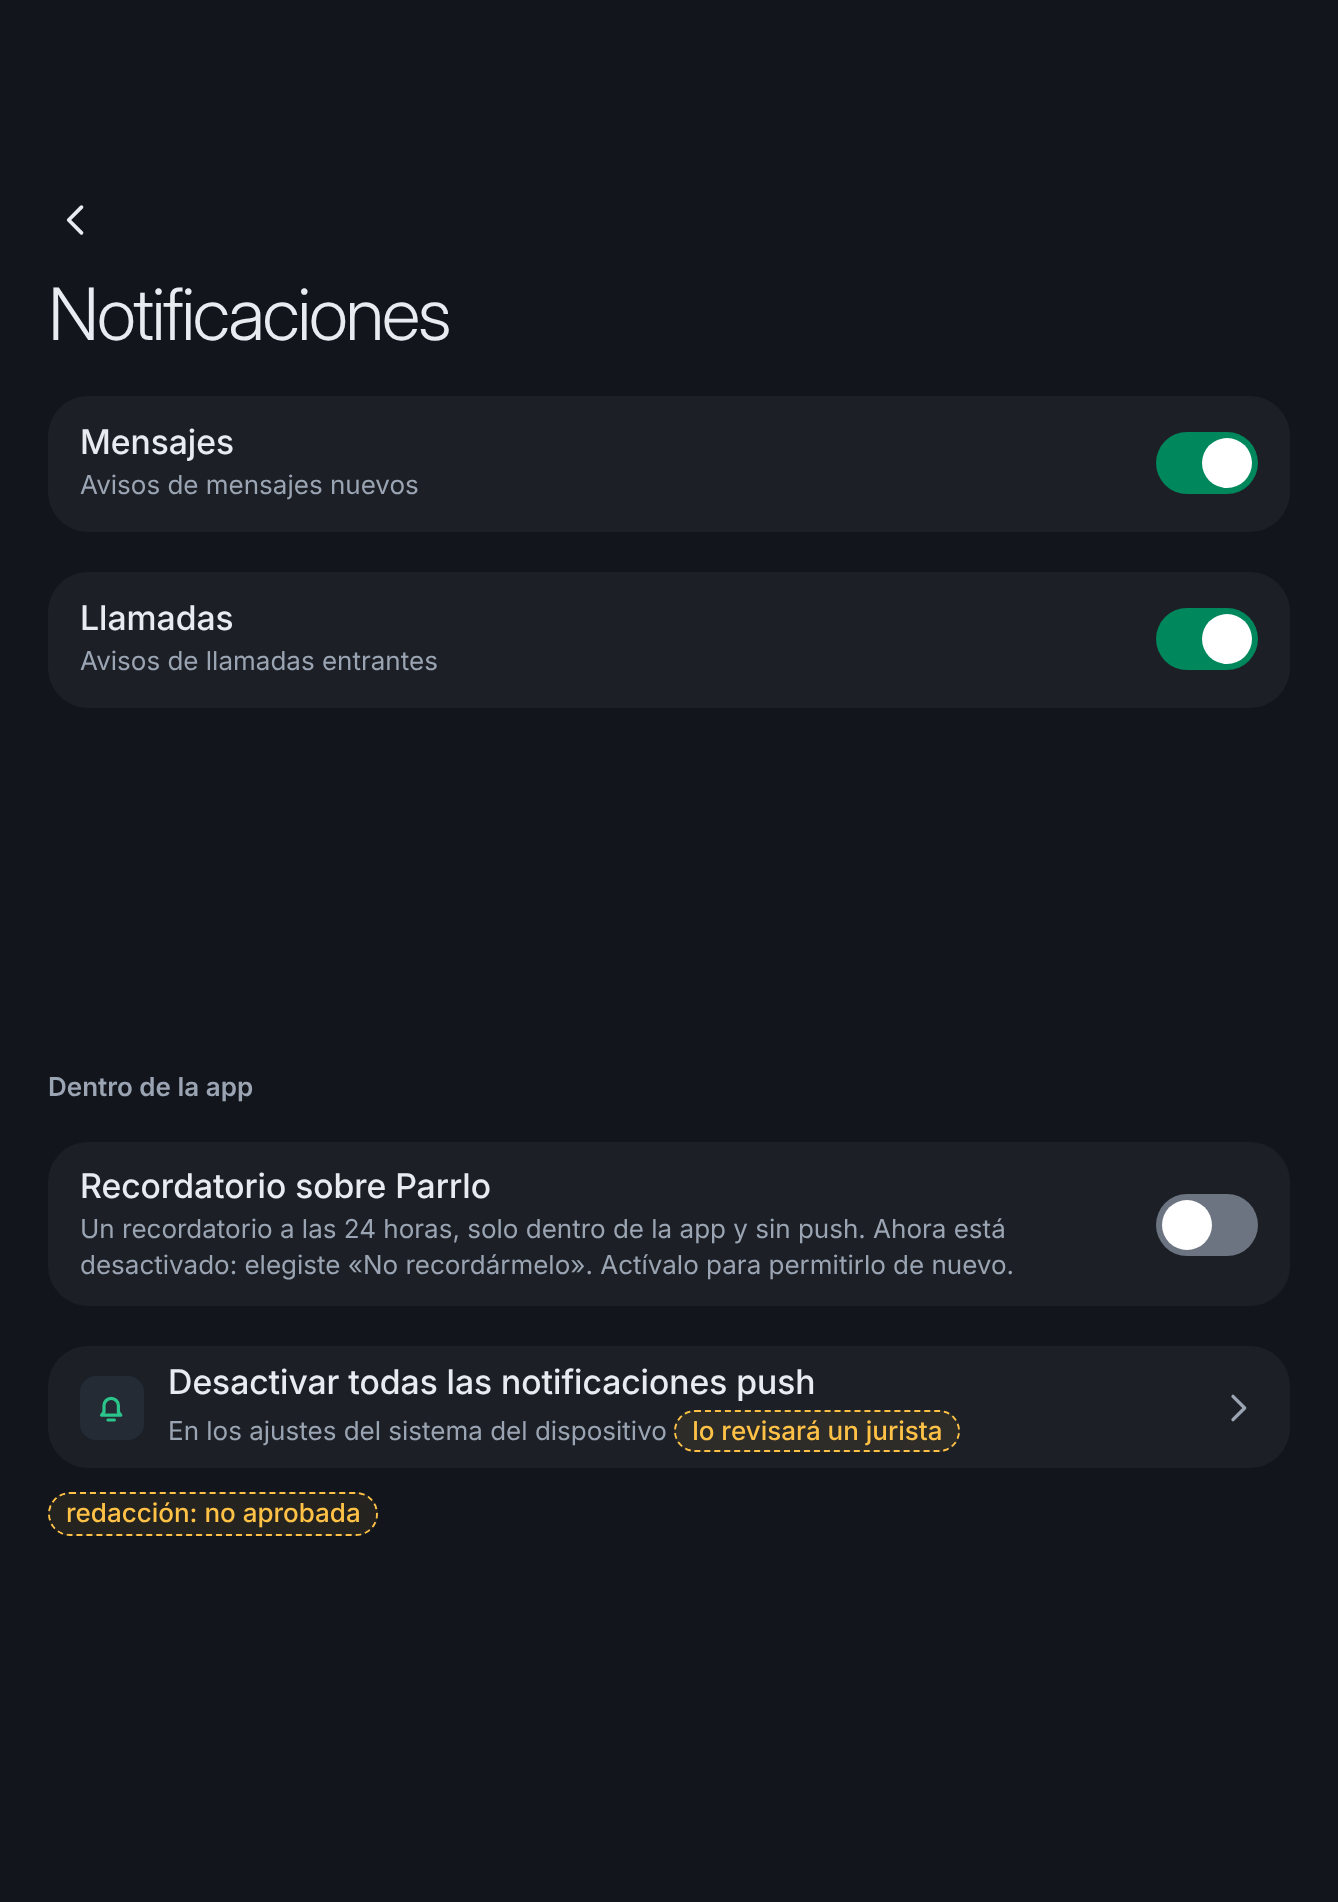 Notificaciones
Mensajes
Avisos de mensajes nuevos
Llamadas
Avisos de llamadas entrantes
Dentro de la app
Recordatorio sobre Parrlo
Un recordatorio a las 24 horas, solo dentro de la app y sin push. Ahora está
desactivado: elegiste «No recordármelo». Actívalo para permitirlo de nuevo.
Desactivar todas las notificaciones push
En los ajustes del sistema del dispositivo lo revisará un jurista
redacción: no aprobada